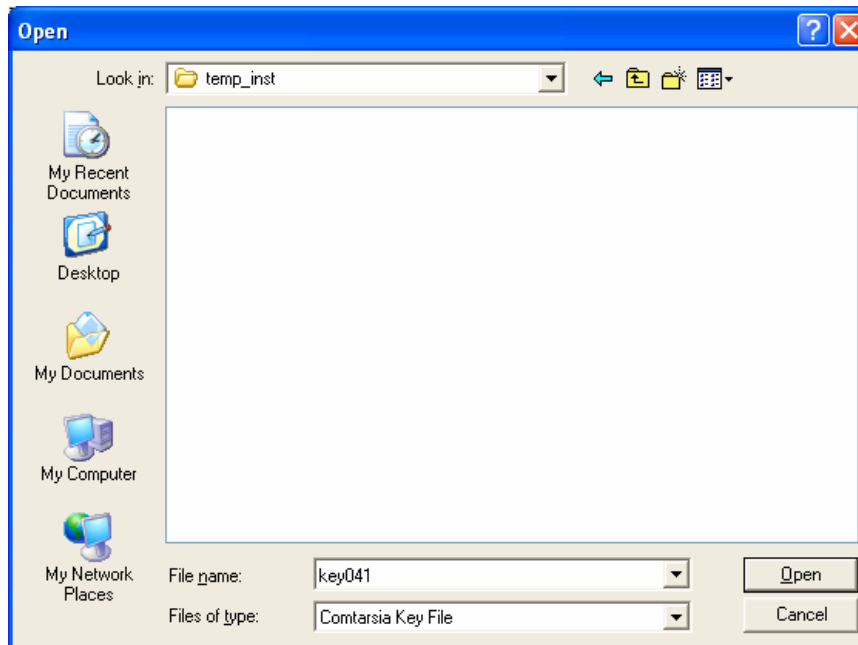 Open
Look in:
temp_inst
My Recent
Documents
Desktop
My Documents
My Computer
My Network
Places
File name:
key041
Open
Files of type:
Comtarsia Key File
Cancel